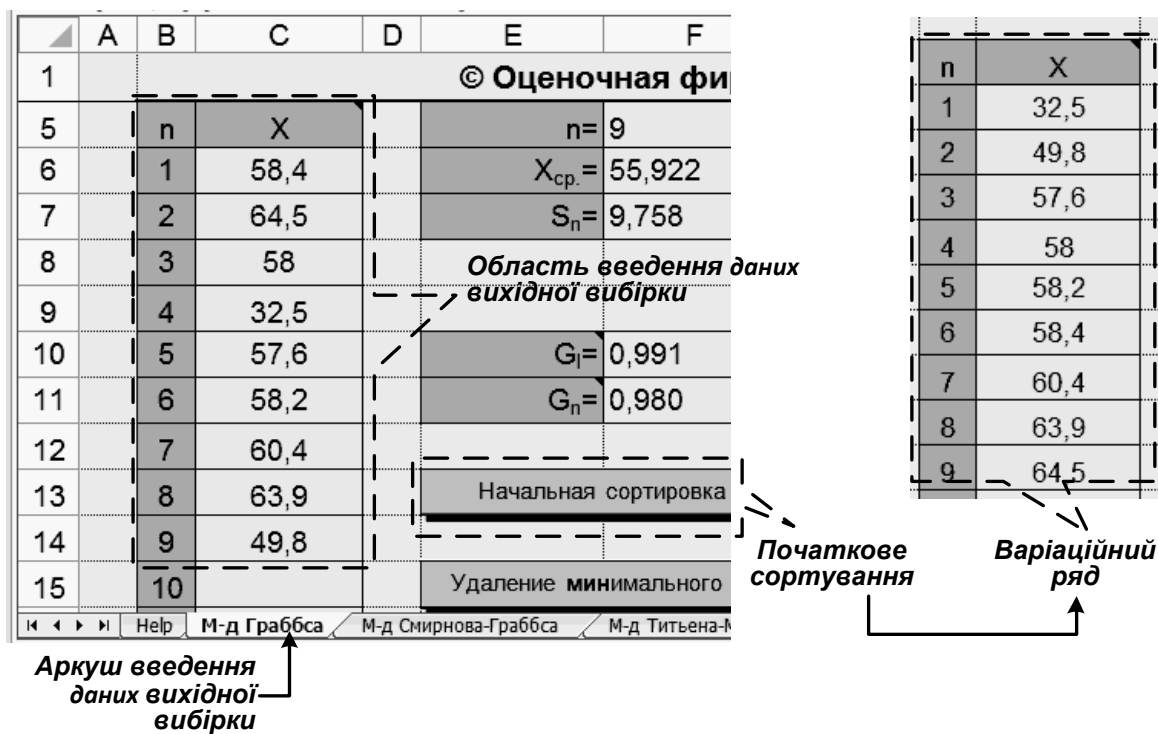 A B C D E F
1 © Оценочная фи
5 n X n= 9
6 1 58,4 Xср.= 55,922
7 2 64,5 Sn= 9,758
8 3 58
9 4 32,5
10 5 57,6 Gl= 0,991
11 6 58,2 Gn= 0,980
12 7 60,4
13 8 63,9 Начальная сортировка
14 9 49,8
15 10 Удаление минимального
Help М-д Граббса М-д Смирнова-Граббса М-д Титьена-М
Область введення даних
вихідної вибірки
Аркуш введення
даних вихідної
вибірки
n X
1 32,5
2 49,8
3 57,6
4 58
5 58,2
6 58,4
7 60,4
8 63,9
9 64,5
Початкове
сортування
Варіаційний
ряд